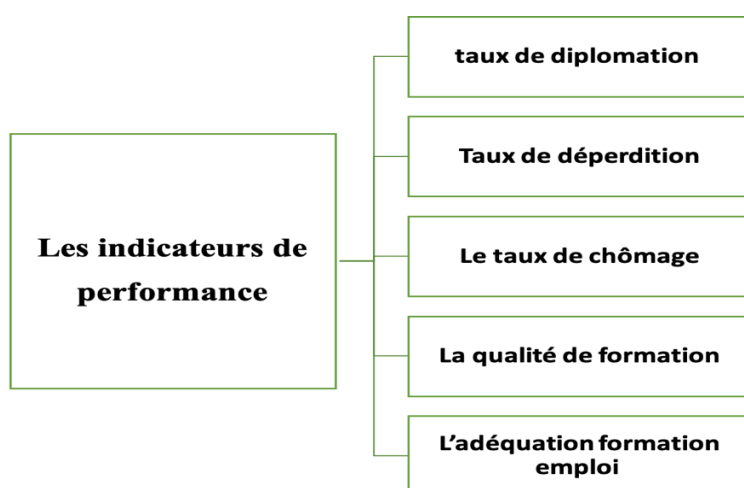 Les indicateurs de
performance
taux de diplomation
Taux de déperdition
Le taux de chômage
La qualité de formation
L’adéquation formation
emploi